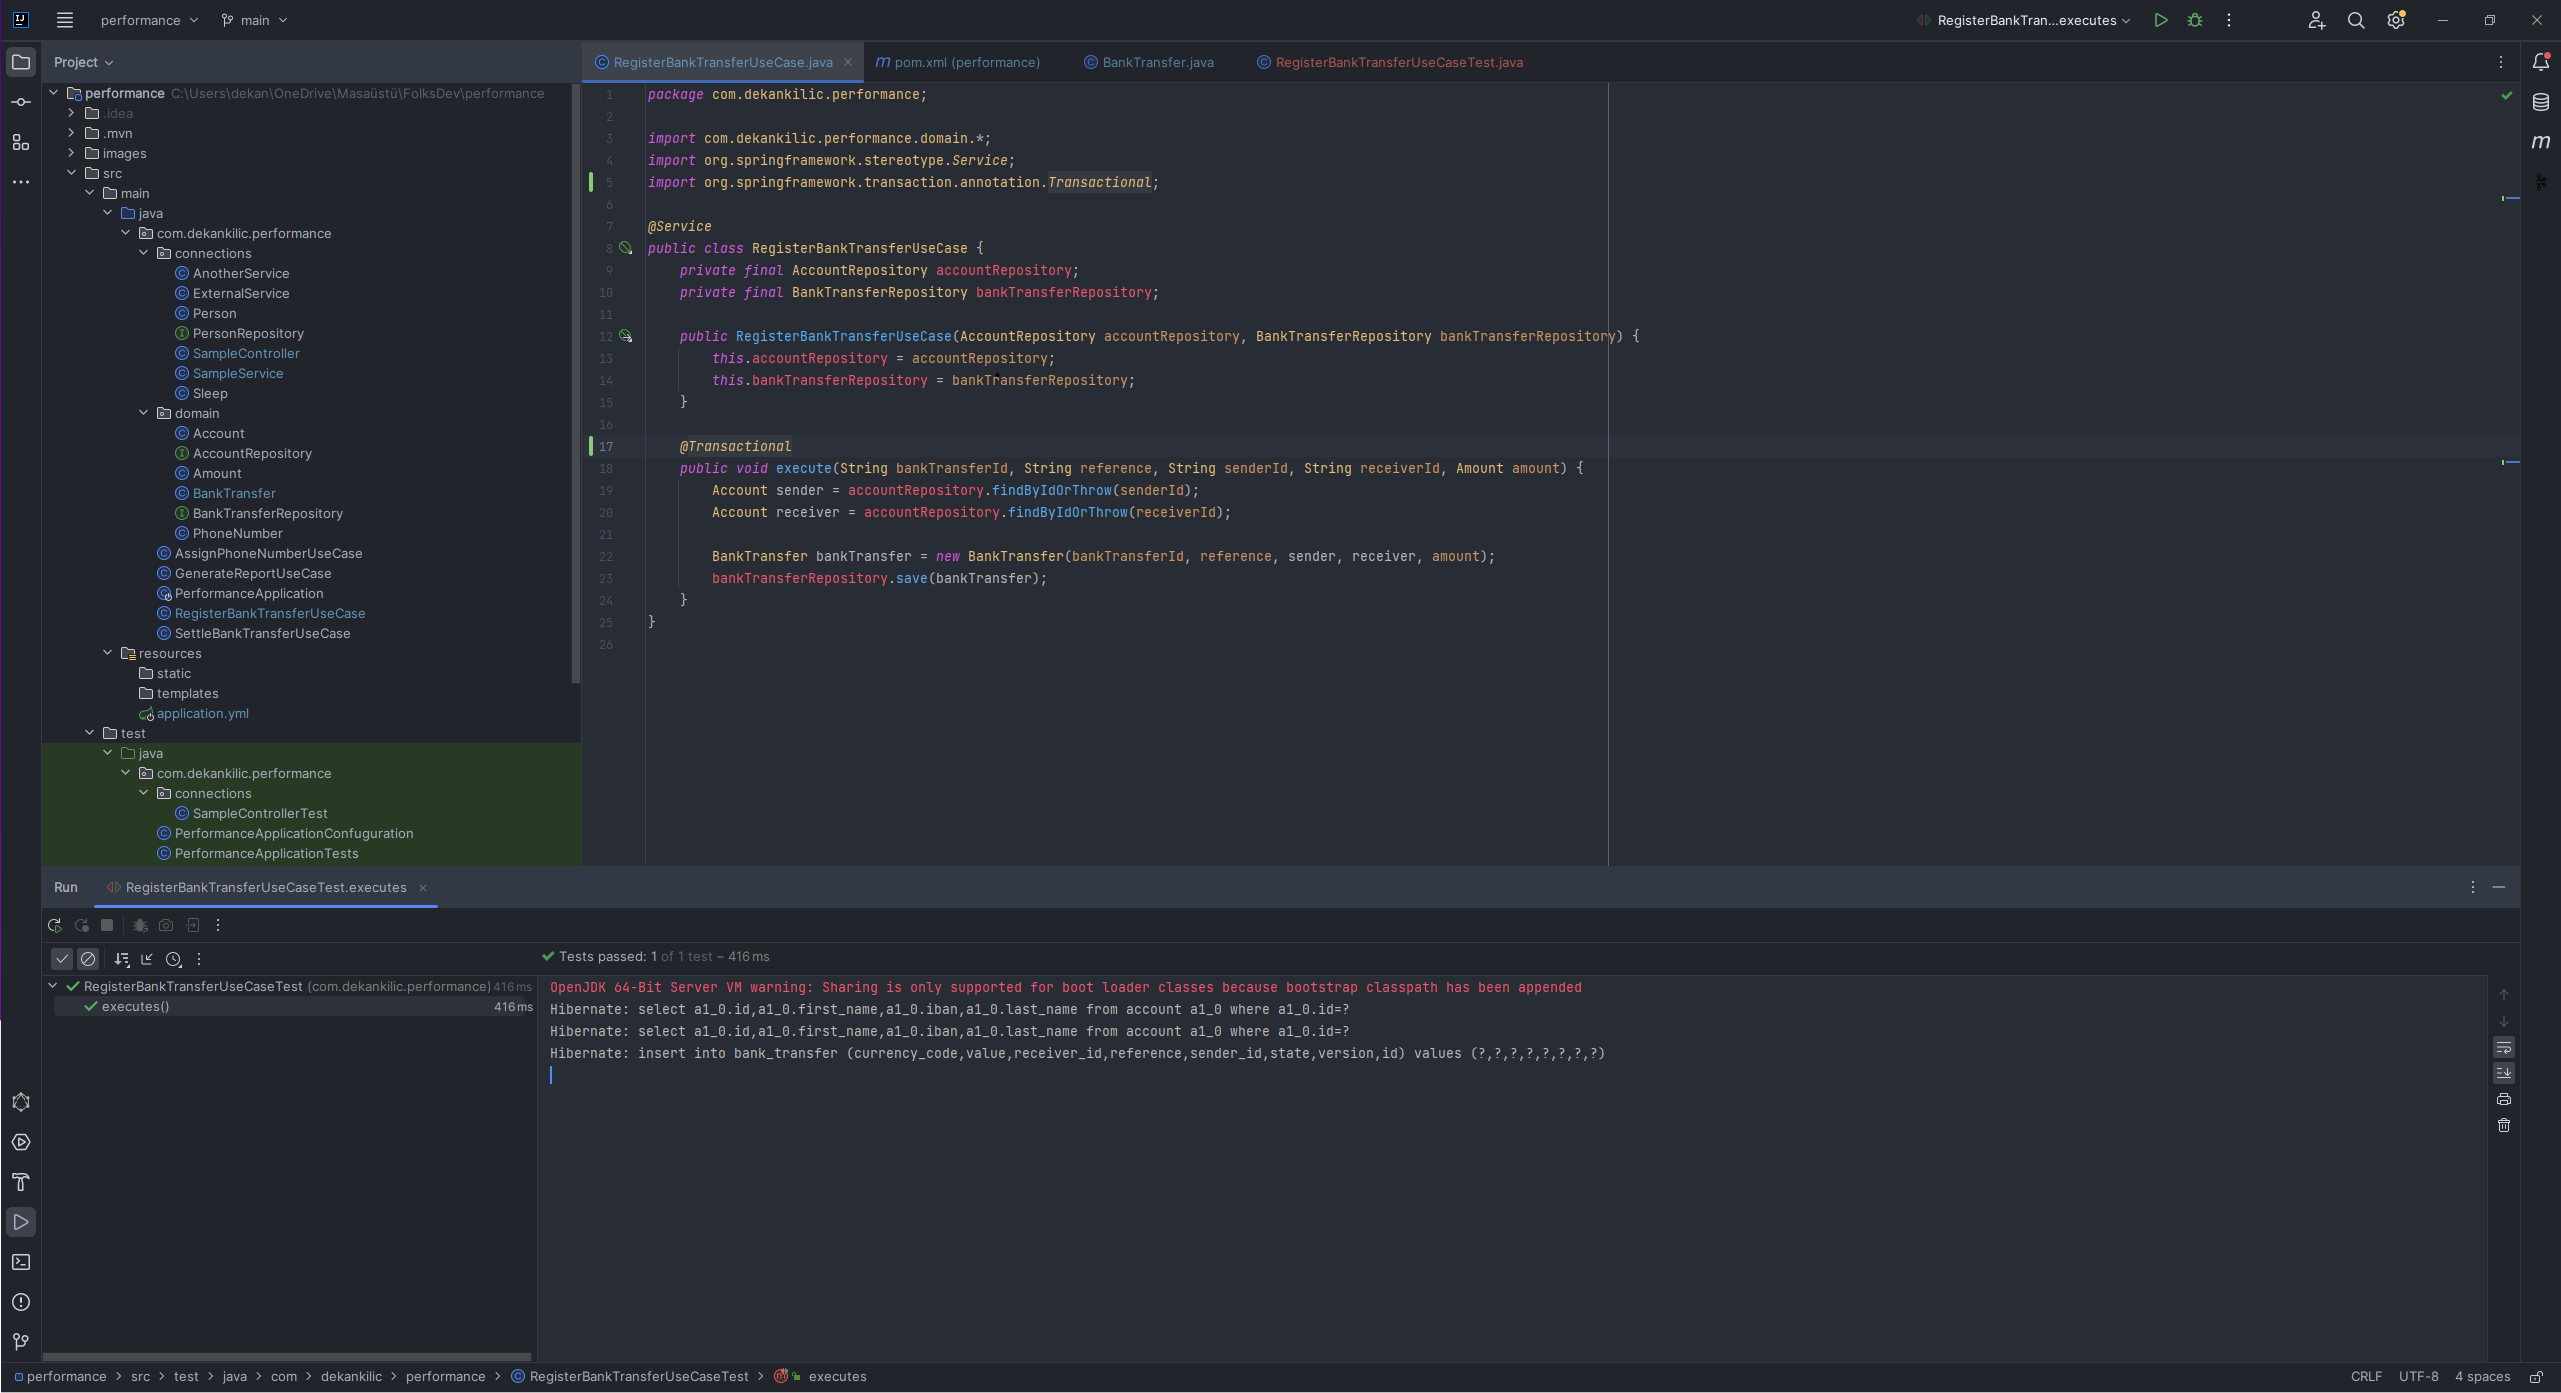 performance main RegisterBankTran...executes
Project
RegisterBankTransferUseCase.java pom.xml (performance) BankTransfer.java RegisterBankTransferUseCaseTest.java
performance C:\Users\dekan\OneDrive\Masaüstü\FolksDev\performance
.idea
.mvn
images
src
main
java
com.dekankilic.performance
connections
AnotherService
ExternalService
Person
PersonRepository
SampleController
SampleService
Sleep
domain
Account
AccountRepository
Amount
BankTransfer
BankTransferRepository
PhoneNumber
AssignPhoneNumberUseCase
GenerateReportUseCase
PerformanceApplication
RegisterBankTransferUseCase
SettleBankTransferUseCase
resources
static
templates
application.yml
test
java
com.dekankilic.performance
connections
SampleControllerTest
PerformanceApplicationConfuguration
PerformanceApplicationTests
1 package com.dekankilic.performance;
2
3 import com.dekankilic.performance.domain.*;
4 import org.springframework.stereotype.Service;
5 import org.springframework.transaction.annotation.Transactional;
6
7 @Service
8 public class RegisterBankTransferUseCase {
9 private final AccountRepository accountRepository;
10 private final BankTransferRepository bankTransferRepository;
11
12 public RegisterBankTransferUseCase(AccountRepository accountRepository, BankTransferRepository bankTransferRepository) {
13 this.accountRepository = accountRepository;
14 this.bankTransferRepository = bankTransferRepository;
15 }
16
17 @Transactional
18 public void execute(String bankTransferId, String reference, String senderId, String receiverId, Amount amount) {
19 Account sender = accountRepository.findByIdOrThrow(senderId);
20 Account receiver = accountRepository.findByIdOrThrow(receiverId);
21
22 BankTransfer bankTransfer = new BankTransfer(bankTransferId, reference, sender, receiver, amount);
23 bankTransferRepository.save(bankTransfer);
24 }
25 }
26
Run RegisterBankTransferUseCaseTest.executes
Tests passed: 1 of 1 test – 416 ms
RegisterBankTransferUseCaseTest (com.dekankilic.performance) 416 ms
executes() 416 ms
OpenJDK 64-Bit Server VM warning: Sharing is only supported for boot loader classes because bootstrap classpath has been appended
Hibernate: select a1_0.id,a1_0.first_name,a1_0.iban,a1_0.last_name from account a1_0 where a1_0.id=?
Hibernate: select a1_0.id,a1_0.first_name,a1_0.iban,a1_0.last_name from account a1_0 where a1_0.id=?
Hibernate: insert into bank_transfer (currency_code,value,receiver_id,reference,sender_id,state,version,id) values (?,?,?,?,?,?,?,?)
performance > src > test > java > com > dekankilic > performance > RegisterBankTransferUseCaseTest > executes CRLF UTF-8 4 spaces